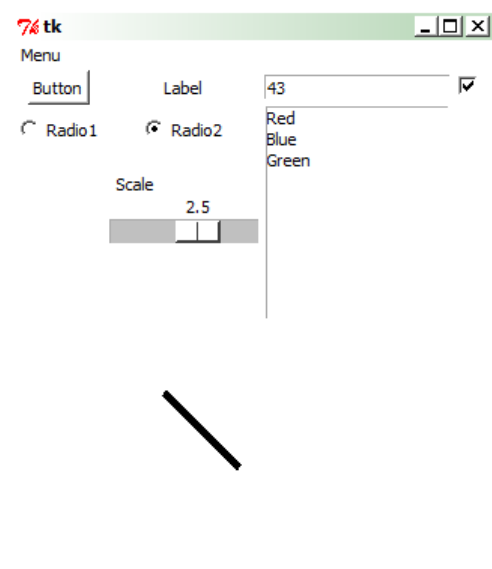 tk
Menu
Button Label 43
Radio1 Radio2
Red
Blue
Green
Scale
2.5